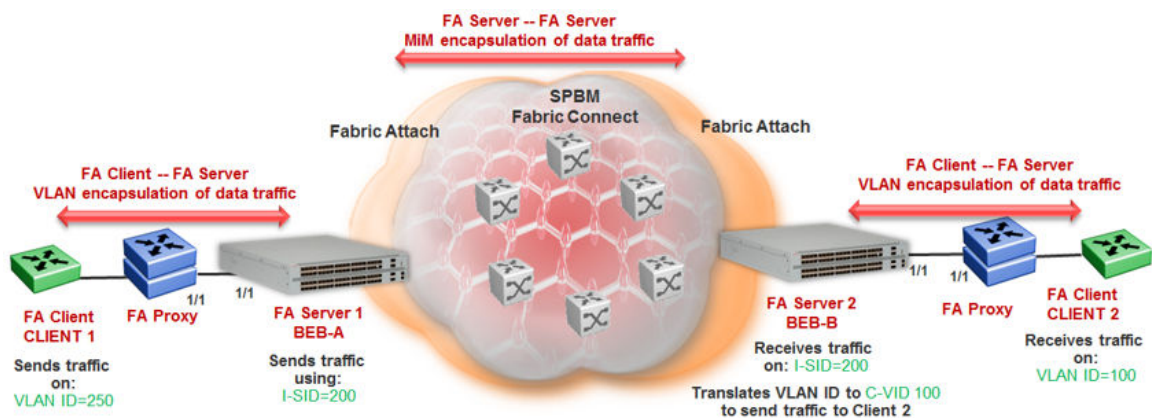 FA Server -- FA Server
MiM encapsulation of data traffic
SPBM
Fabric Connect
Fabric Attach
Fabric Attach
FA Client -- FA Server
VLAN encapsulation of data traffic
FA Client -- FA Server
VLAN encapsulation of data traffic
1/1
1/1
1/1
1/1
FA Client
CLIENT 1
Sends traffic
on:
VLAN ID=250
FA Proxy
FA Server 1
BEB-A
Sends traffic
using:
I-SID=200
FA Server 2
BEB-B
Receives traffic
on: I-SID=200
Translates VLAN ID to C-VID 100
to send traffic to Client 2
FA Proxy
FA Client
CLIENT 2
Receives traffic
on:
VLAN ID=100